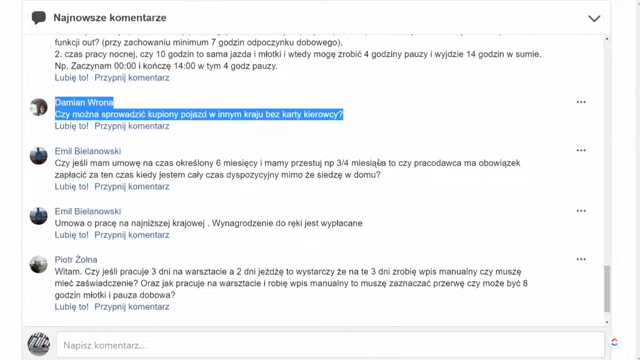 Najnowsze komentarze
funkcji out? (przy zachowaniu minimum 7 godzin odpoczynku dobowego).
2. czas pracy nocnej, czy 10 godzin to sama jazda i młotki i wtedy mogę zrobić 4 godziny pauzy i wyjdzie 14 godzin w sumie.
Np. Zaczynam 00:00 i kończę 14:00 w tym 4 godz pauzy.
Lubię to! Przypnij komentarz
Damian Wrona
Czy można sprowadzić kupiony pojazd w innym kraju bez karty kierowcy?
Lubię to! Przypnij komentarz
Emil Bielanowski
Czy jeśli mam umowę na czas określony 6 miesięcy i mamy przestuj np 3/4 miesiąka to czy pracodawca ma obowiązek
zapłacić za ten czas kiedy jestem cały czas dyspozycyjny mimo że siedzę w domu?
Lubię to! Przypnij komentarz
Emil Bielanowski
Umowa o pracę na najniższej krajowej . Wynagrodzenie do ręki jest wypłacane
Lubię to! Przypnij komentarz
Piotr Żołna
Witam. Czy jeśli pracuje 3 dni na warsztacie a 2 dni jeżdżę to wystarczy że na te 3 dni zrobię wpis manualny czy muszę
mieć zaświadczenie? Oraz jak pracuje na warsztacie i robię wpis manualny to muszę zaznaczać przerwę czy może być 8
godzin młotki i pauza dobowa?
Lubię to! Przypnij komentarz
Napisz komentarz...